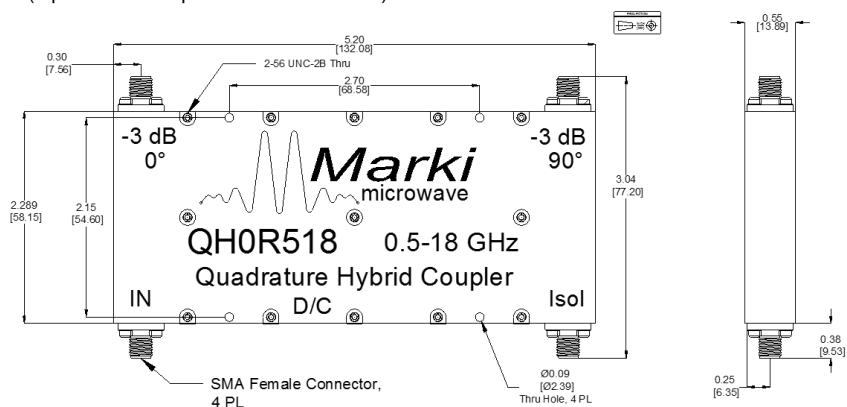 5.20
[132.08]
0.55
[13.89]
0.30
[7.56]
2-56 UNC-2B Thru
2.70
[68.58]
-3 dB
0°
-3 dB
90°
Marki
microwave
2.289
[58.15]
2.15
[54.60]
3.04
[77.20]
QH0R518 0.5-18 GHz
Quadrature Hybrid Coupler
IN
D/C
Isol
0.38
[9.53]
0.25
[6.35]
SMA Female Connector,
4 PL
Ø0.09
[Ø2.39]
Thru Hole, 4 PL